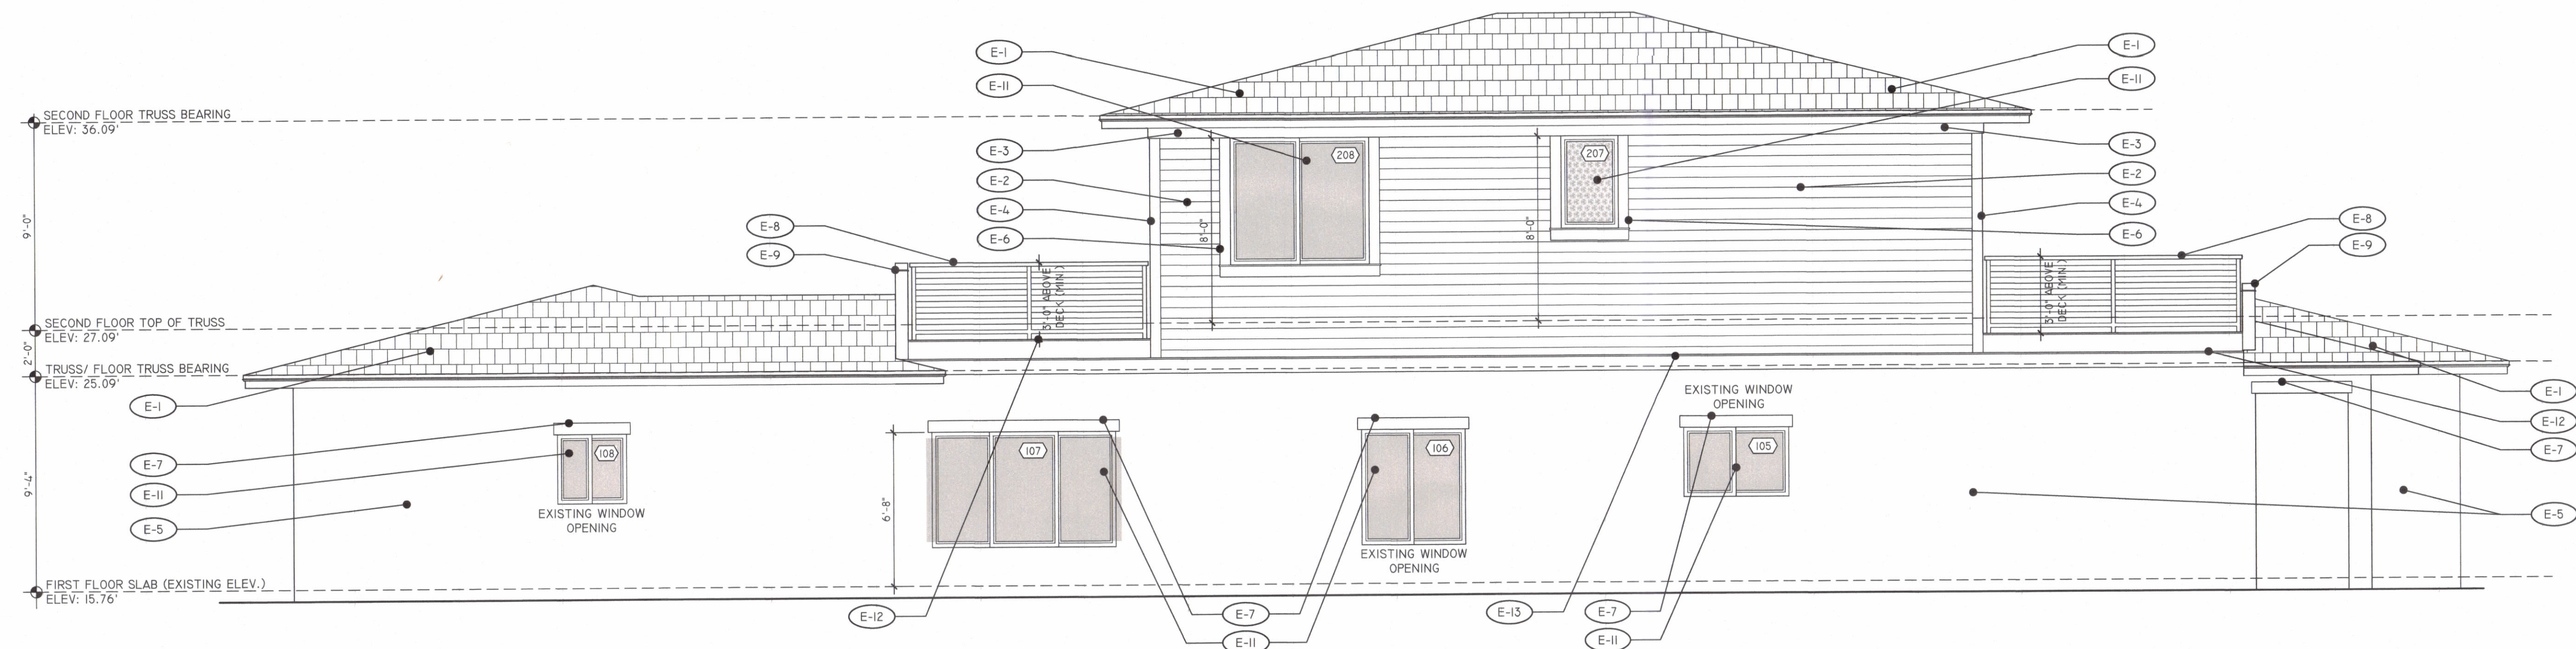 E-1
E-1
E-11
E-11
SECOND FLOOR TRUSS BEARING
ELEV: 36.09'
E-3
E-3
208
207
E-2
E-2
E-4
E-4
E-6
E-6
9'-0"
8'-0"
8'-0"
E-8
E-8
E-9
E-9
3'-0" ABOVE
DECK (MIN.)
3'-0" ABOVE
DECK (MIN.)
SECOND FLOOR TOP OF TRUSS
ELEV: 27.09'
2'-0"
TRUSS/ FLOOR TRUSS BEARING
ELEV: 25.09'
E-1
E-1
EXISTING WINDOW
OPENING
E-12
E-7
E-7
108
107
106
105
E-11
9'-4"
6'-8"
E-5
E-5
EXISTING WINDOW
OPENING
EXISTING WINDOW
OPENING
FIRST FLOOR SLAB (EXISTING ELEV.)
ELEV: 15.76'
E-12
E-7
E-13
E-7
E-11
E-11